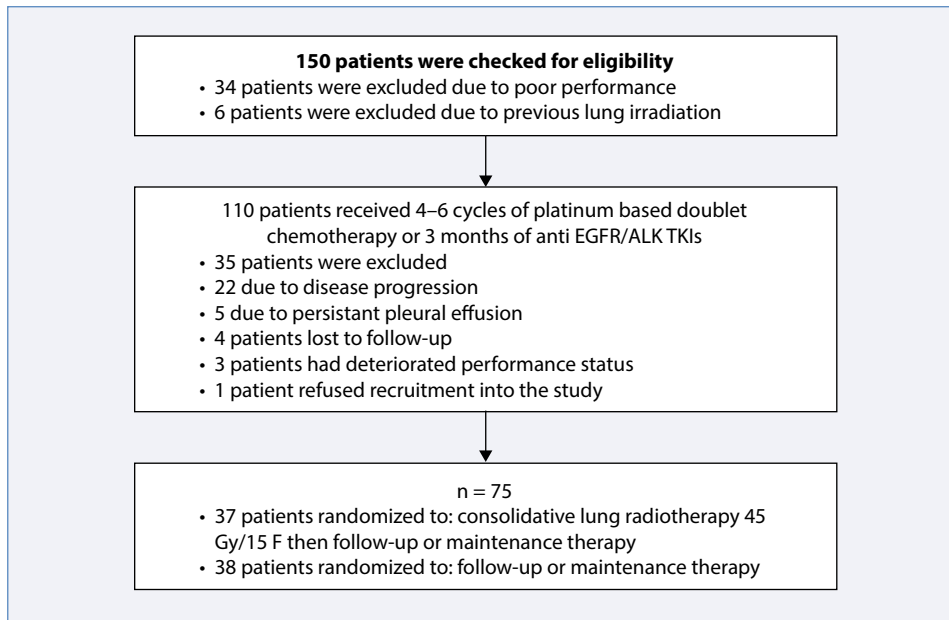 150 patients were checked for eligibility
• 34 patients were excluded due to poor performance
• 6 patients were excluded due to previous lung irradiation
110 patients received 4–6 cycles of platinum based doublet
chemotherapy or 3 months of anti EGFR/ALK TKIs
• 35 patients were excluded
• 22 due to disease progression
• 5 due to persistant pleural effusion
• 4 patients lost to follow-up
• 3 patients had deteriorated performance status
• 1 patient refused recruitment into the study
n = 75
• 37 patients randomized to: consolidative lung radiotherapy 45
Gy/15 F then follow-up or maintenance therapy
• 38 patients randomized to: follow-up or maintenance therapy